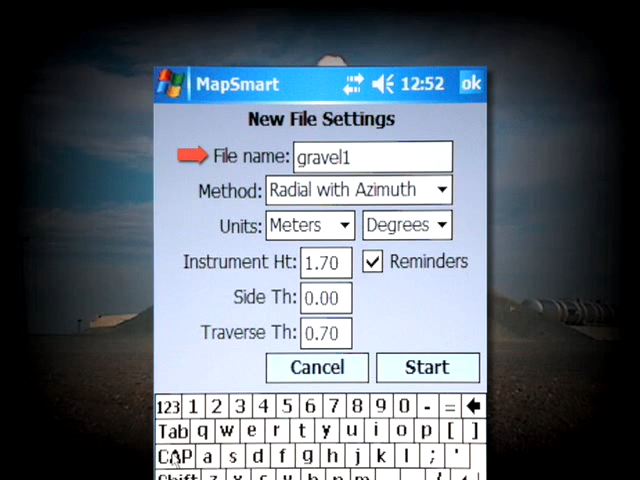 MapSmart 12:52 ok
New File Settings
File name: gravel1
Method: Radial with Azimuth
Units: Meters Degrees
Instrument Ht: 1.70 Reminders
Side Th: 0.00
Traverse Th: 0.70
Cancel Start
123 1 2 3 4 5 6 7 8 9 0 - =
Tab q w e r t y u i o p [ ]
CAP a s d f g h j k l ; '
Shift z x c v b n m , . /